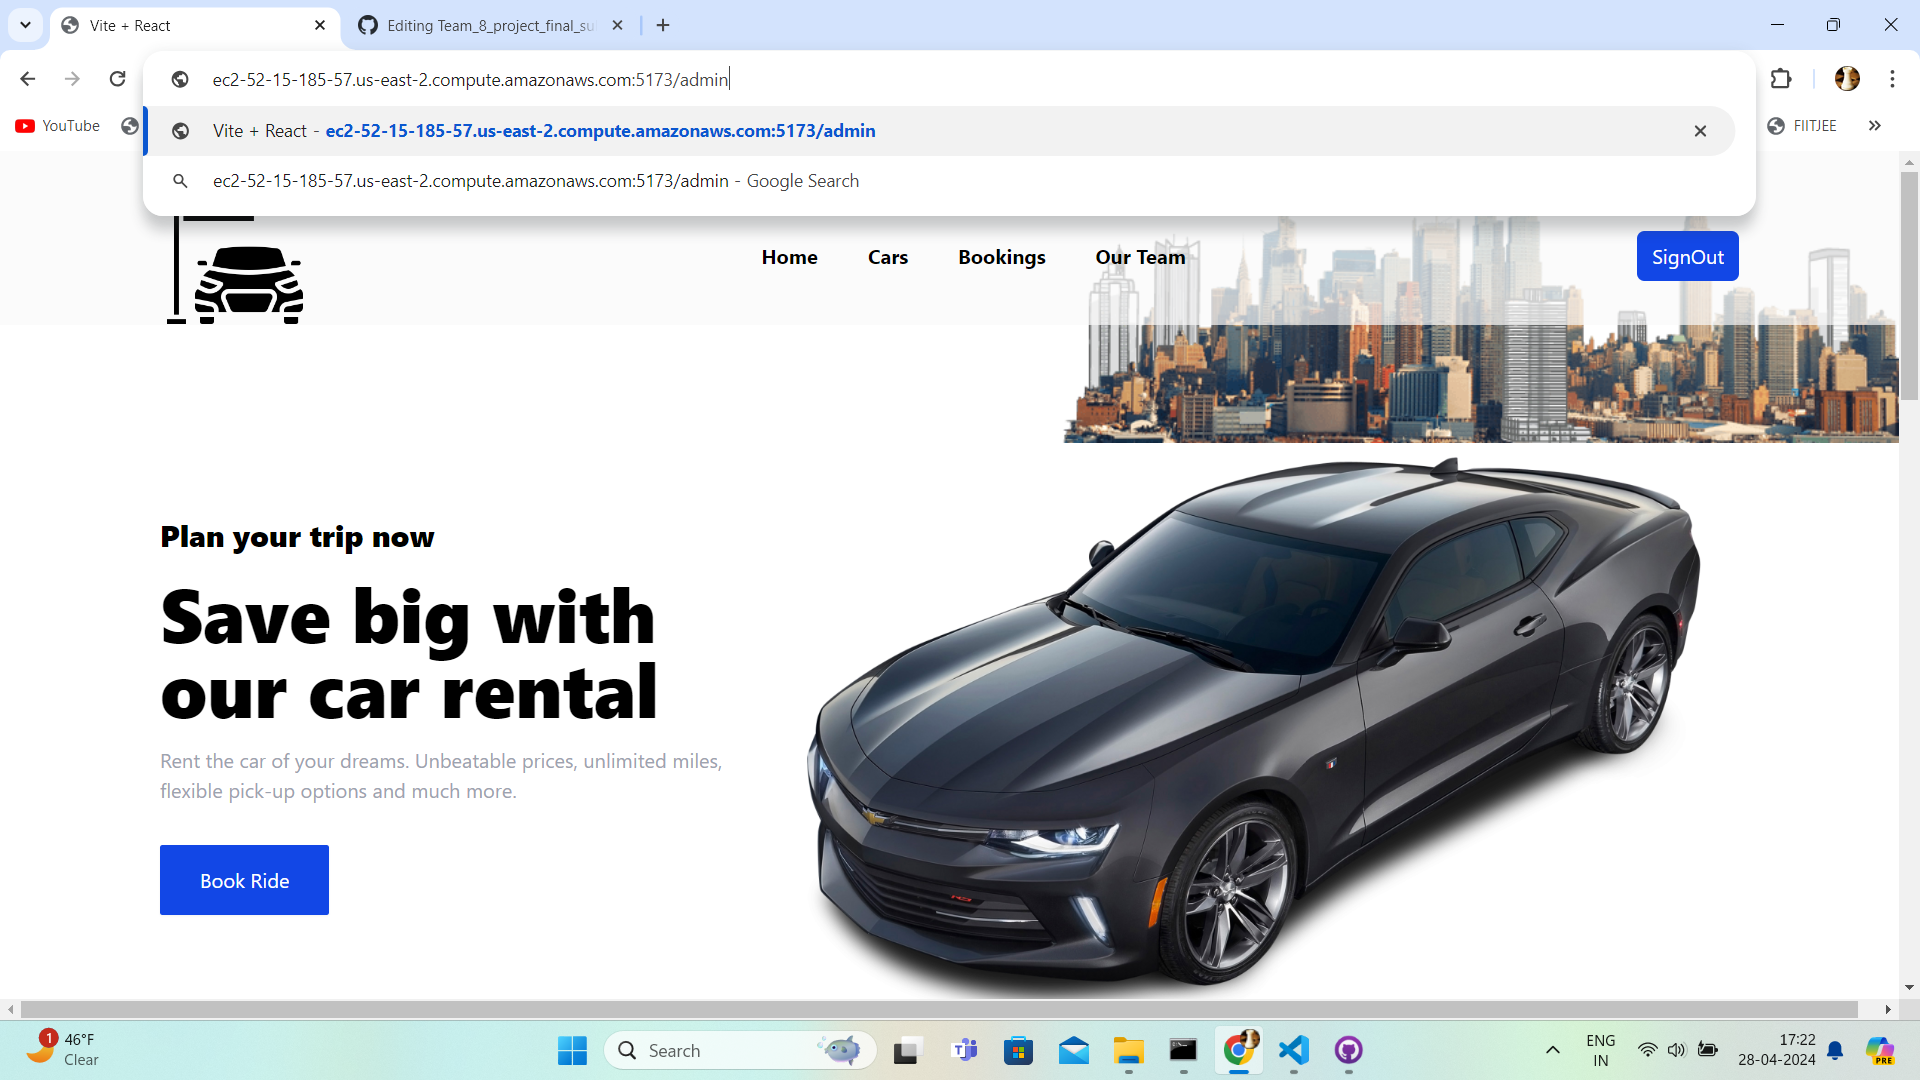 Vite + React
Editing Team_8_project_final_su
ec2-52-15-185-57.us-east-2.compute.amazonaws.com:5173/admin
Vite + React - ec2-52-15-185-57.us-east-2.compute.amazonaws.com:5173/admin
YouTube
FIITJEE
ec2-52-15-185-57.us-east-2.compute.amazonaws.com:5173/admin - Google Search
Home Cars Bookings Our Team SignOut
Plan your trip now
Save big with
our car rental
Rent the car of your dreams. Unbeatable prices, unlimited miles,
flexible pick-up options and much more.
Book Ride
1
46°F
Clear
Search
ENG
IN
17:22
28-04-2024
PRE